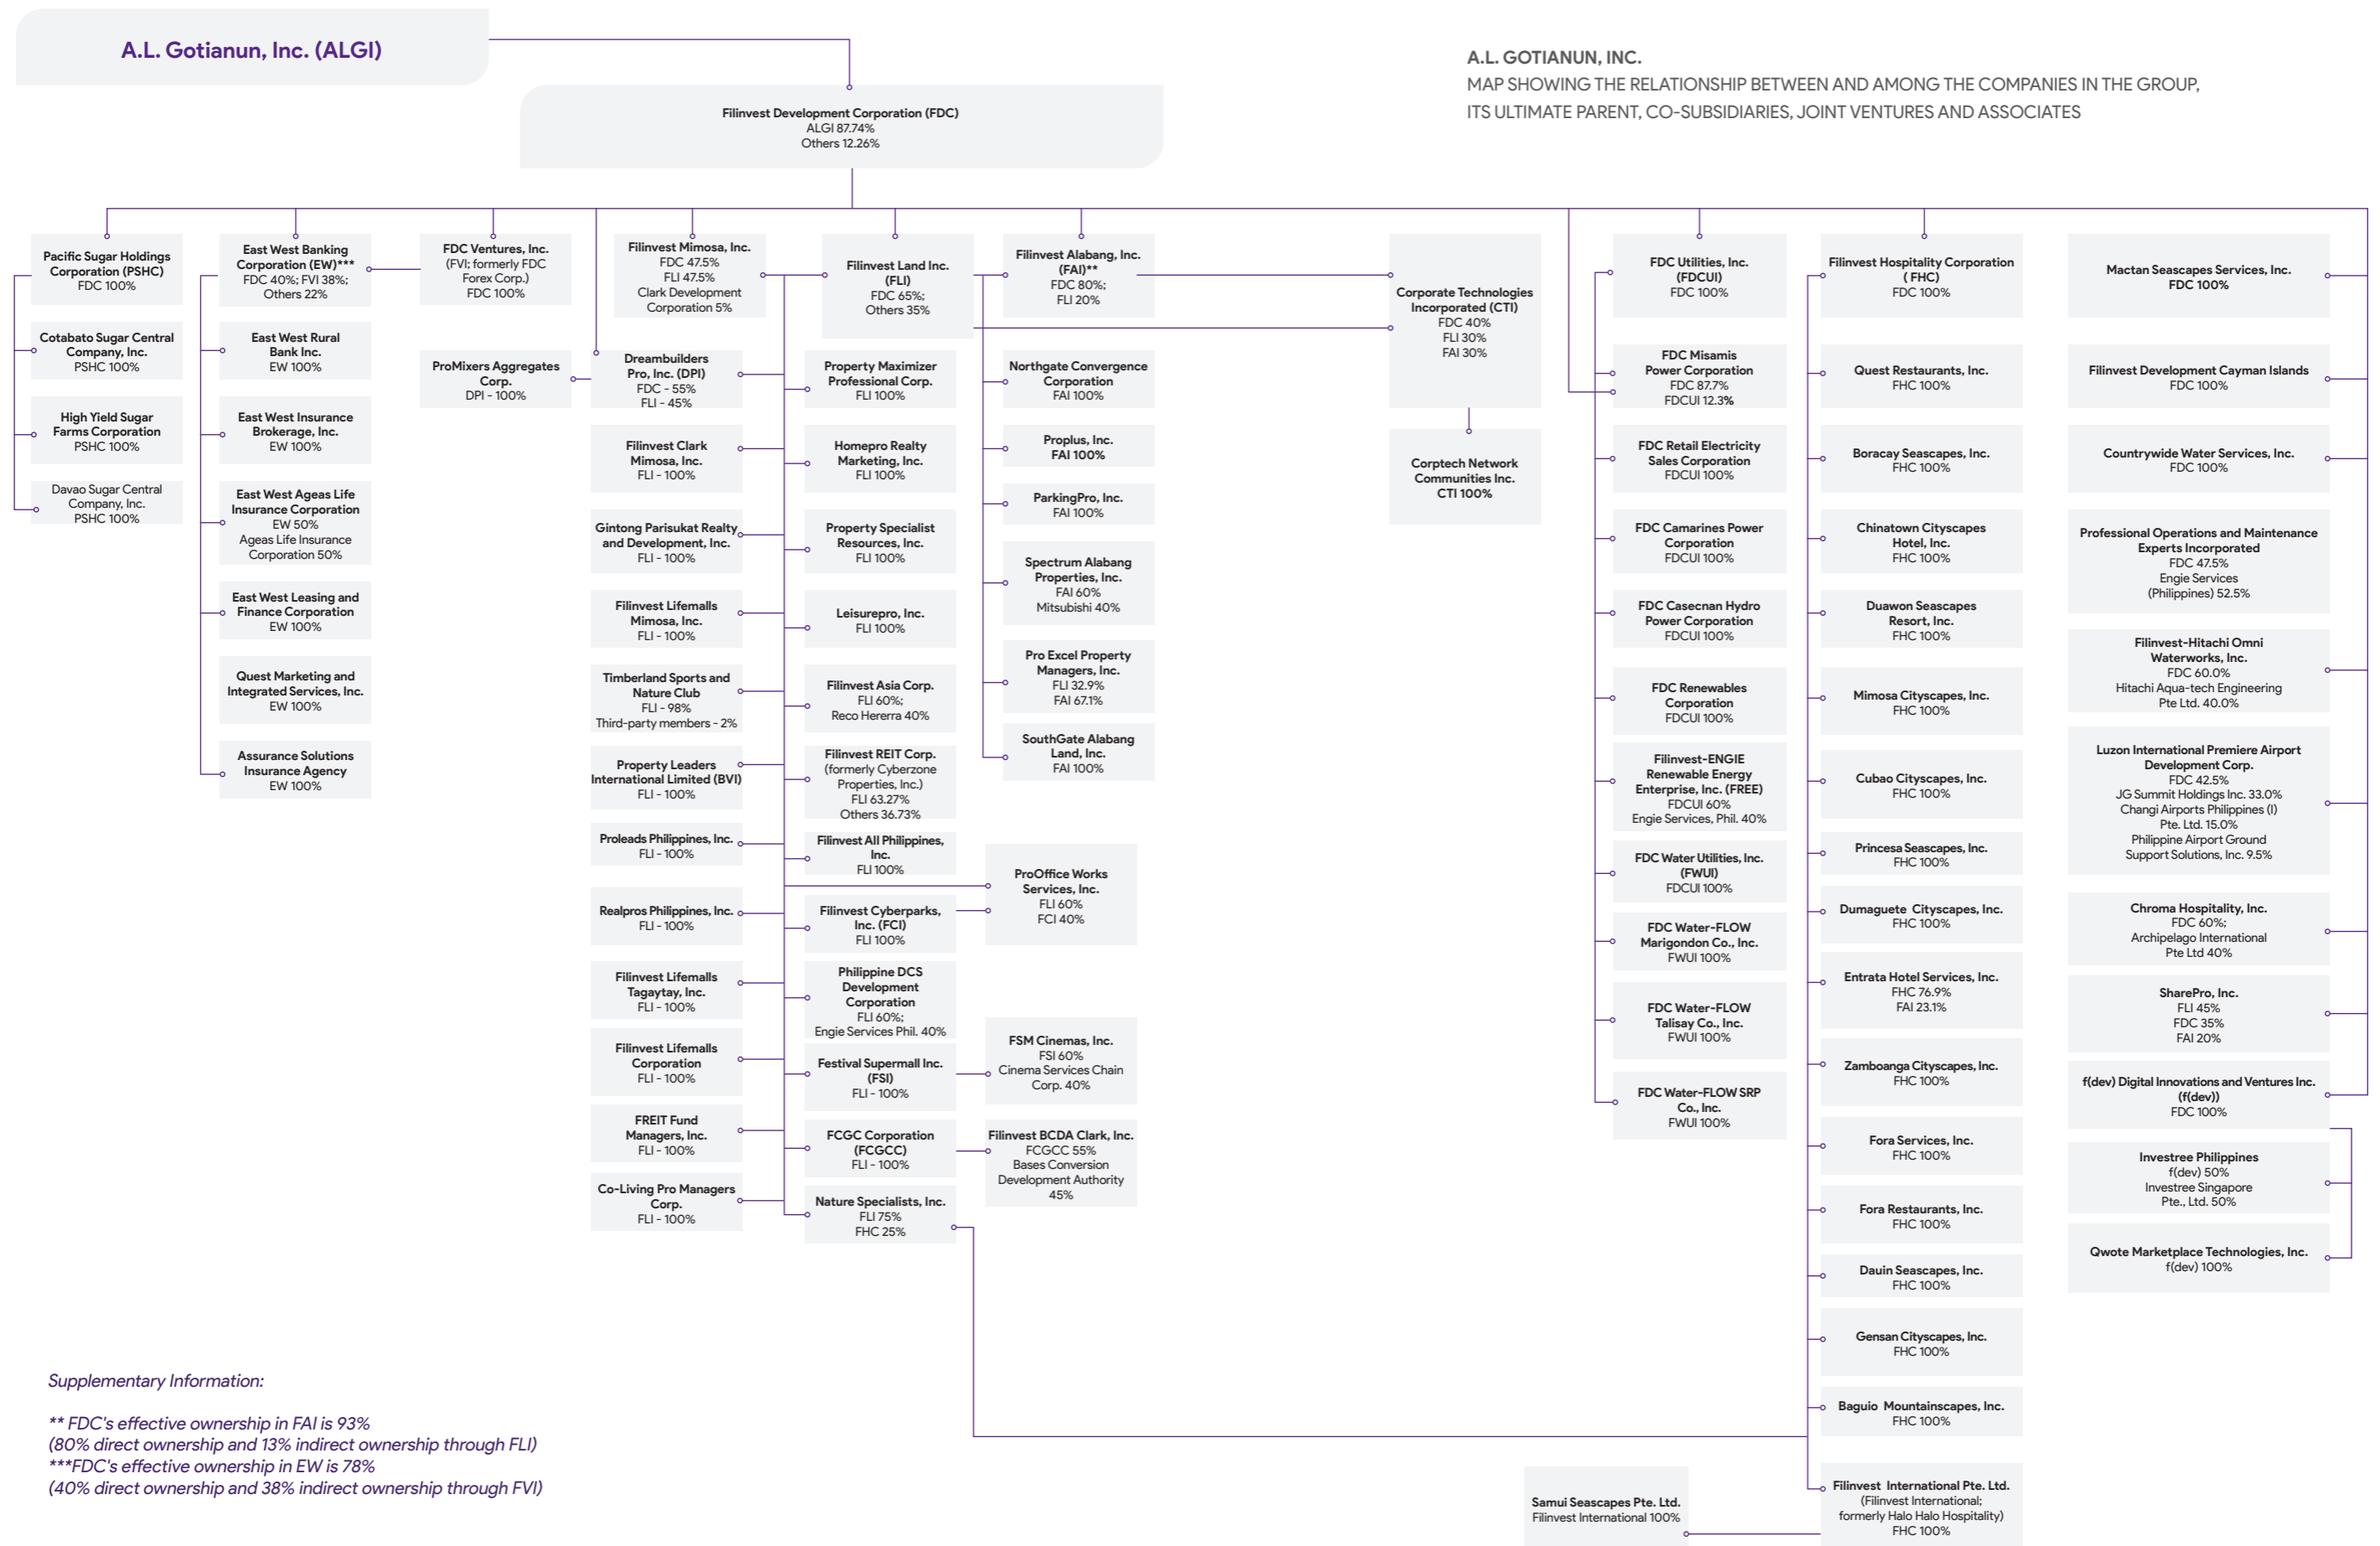 A.L. Gotianun, Inc. (ALGI)
A.L. GOTIANUN, INC.
MAP SHOWING THE RELATIONSHIP BETWEEN AND AMONG THE COMPANIES IN THE GROUP,
ITS ULTIMATE PARENT, CO-SUBSIDIARIES, JOINT VENTURES AND ASSOCIATES
Filinvest Development Corporation (FDC)
ALGI 87.74%
Others 12.26%
Pacific Sugar Holdings
Corporation (PSHC)
FDC 100%
Cotabato Sugar Central
Company, Inc.
PSHC 100%
High Yield Sugar
Farms Corporation
PSHC 100%
Davao Sugar Central
Company, Inc.
PSHC 100%
East West Banking
Corporation (EW)***
FDC 40%; FVI 38%;
Others 22%
East West Rural
Bank Inc.
EW 100%
East West Insurance
Brokerage, Inc.
EW 100%
East West Ageas Life
Insurance Corporation
EW 50%
Ageas Life Insurance
Corporation 50%
East West Leasing and
Finance Corporation
EW 100%
Quest Marketing and
Integrated Services, Inc.
EW 100%
Assurance Solutions
Insurance Agency
EW 100%
FDC Ventures, Inc.
(FVI; formerly FDC
Forex Corp.)
FDC 100%
ProMixers Aggregates
Corp.
DPI - 100%
Filinvest Mimosa, Inc.
FDC 47.5%
FLI 47.5%
Clark Development
Corporation 5%
Dreambuilders
Pro, Inc. (DPI)
FDC - 55%
FLI - 45%
Filinvest Clark
Mimosa, Inc.
FLI - 100%
Gintong Parisukat Realty
and Development, Inc.
FLI - 100%
Filinvest Lifemalls
Mimosa, Inc.
FLI - 100%
Timberland Sports and
Nature Club
FLI - 98%
Third-party members - 2%
Property Leaders
International Limited (BVI)
FLI - 100%
Proleads Philippines, Inc.
FLI - 100%
Realpros Philippines, Inc.
FLI - 100%
Filinvest Lifemalls
Tagaytay, Inc.
FLI - 100%
Filinvest Lifemalls
Corporation
FLI - 100%
FREIT Fund
Managers, Inc.
FLI - 100%
Co-Living Pro Managers
Corp.
FLI - 100%
Filinvest Land Inc.
(FLI)
FDC 65%;
Others 35%
Property Maximizer
Professional Corp.
FLI 100%
Homepro Realty
Marketing, Inc.
FLI 100%
Property Specialist
Resources, Inc.
FLI 100%
Leisurepro, Inc.
FLI 100%
Filinvest Asia Corp.
FLI 60%;
Reco Hererra 40%
Filinvest REIT Corp.
(formerly Cyberzone
Properties, Inc.)
FLI 63.27%
Others 36.73%
Filinvest All Philippines,
Inc.
FLI 100%
Filinvest Cyberparks,
Inc. (FCI)
FLI 100%
Philippine DCS
Development
Corporation
FLI 60%;
Engie Services Phil. 40%
Festival Supermall Inc.
(FSI)
FLI - 100%
FCGC Corporation
(FCGCC)
FLI - 100%
Nature Specialists, Inc.
FLI 75%
FHC 25%
Filinvest Alabang, Inc.
(FAI)**
FDC 80%;
FLI 20%
Northgate Convergence
Corporation
FAI 100%
Proplus, Inc.
FAI 100%
ParkingPro, Inc.
FAI 100%
Spectrum Alabang
Properties, Inc.
FAI 60%
Mitsubishi 40%
Pro Excel Property
Managers, Inc.
FLI 32.9%
FAI 67.1%
SouthGate Alabang
Land, Inc.
FAI 100%
ProOffice Works
Services, Inc.
FLI 60%
FCI 40%
FSM Cinemas, Inc.
FSI 60%
Cinema Services Chain
Corp. 40%
Filinvest BCDA Clark, Inc.
FCGCC 55%
Bases Conversion
Development Authority
45%
Corporate Technologies
Incorporated (CTI)
FDC 40%
FLI 30%
FAI 30%
Corptech Network
Communities Inc.
CTI 100%
FDC Utilities, Inc.
(FDCUI)
FDC 100%
FDC Misamis
Power Corporation
FDC 87.7%
FDCUI 12.3%
FDC Retail Electricity
Sales Corporation
FDCUI 100%
FDC Camarines Power
Corporation
FDCUI 100%
FDC Casecnan Hydro
Power Corporation
FDCUI 100%
FDC Renewables
Corporation
FDCUI 100%
Filinvest-ENGIE
Renewable Energy
Enterprise, Inc. (FREE)
FDCUI 60%
Engie Services, Phil. 40%
FDC Water Utilities, Inc.
(FWUI)
FDCUI 100%
FDC Water-FLOW
Marigondon Co., Inc.
FWUI 100%
FDC Water-FLOW
Talisay Co., Inc.
FWUI 100%
FDC Water-FLOW SRP
Co., Inc.
FWUI 100%
Filinvest Hospitality Corporation
( FHC)
FDC 100%
Quest Restaurants, Inc.
FHC 100%
Boracay Seascapes, Inc.
FHC 100%
Chinatown Cityscapes
Hotel, Inc.
FHC 100%
Duawon Seascapes
Resort, Inc.
FHC 100%
Mimosa Cityscapes, Inc.
FHC 100%
Cubao Cityscapes, Inc.
FHC 100%
Princesa Seascapes, Inc.
FHC 100%
Dumaguete Cityscapes, Inc.
FHC 100%
Entrata Hotel Services, Inc.
FHC 76.9%
FAI 23.1%
Zamboanga Cityscapes, Inc.
FHC 100%
Fora Services, Inc.
FHC 100%
Fora Restaurants, Inc.
FHC 100%
Dauin Seascapes, Inc.
FHC 100%
Gensan Cityscapes, Inc.
FHC 100%
Baguio Mountainscapes, Inc.
FHC 100%
Filinvest International Pte. Ltd.
(Filinvest International;
formerly Halo Halo Hospitality)
FHC 100%
Samui Seascapes Pte. Ltd.
Filinvest International 100%
Mactan Seascapes Services, Inc.
FDC 100%
Filinvest Development Cayman Islands
FDC 100%
Countrywide Water Services, Inc.
FDC 100%
Professional Operations and Maintenance
Experts Incorporated
FDC 47.5%
Engie Services
(Philippines) 52.5%
Filinvest-Hitachi Omni
Waterworks, Inc.
FDC 60.0%
Hitachi Aqua-tech Engineering
Pte Ltd. 40.0%
Luzon International Premiere Airport
Development Corp.
FDC 42.5%
JG Summit Holdings Inc. 33.0%
Changi Airports Philippines (I)
Pte. Ltd. 15.0%
Philippine Airport Ground
Support Solutions, Inc. 9.5%
Chroma Hospitality, Inc.
FDC 60%;
Archipelago International
Pte Ltd 40%
SharePro, Inc.
FLI 45%
FDC 35%
FAI 20%
f(dev) Digital Innovations and Ventures Inc.
(f(dev))
FDC 100%
Investree Philippines
f(dev) 50%
Investree Singapore
Pte., Ltd. 50%
Qwote Marketplace Technologies, Inc.
f(dev) 100%
Supplementary Information:
** FDC's effective ownership in FAI is 93%
(80% direct ownership and 13% indirect ownership through FLI)
***FDC's effective ownership in EW is 78%
(40% direct ownership and 38% indirect ownership through FVI)